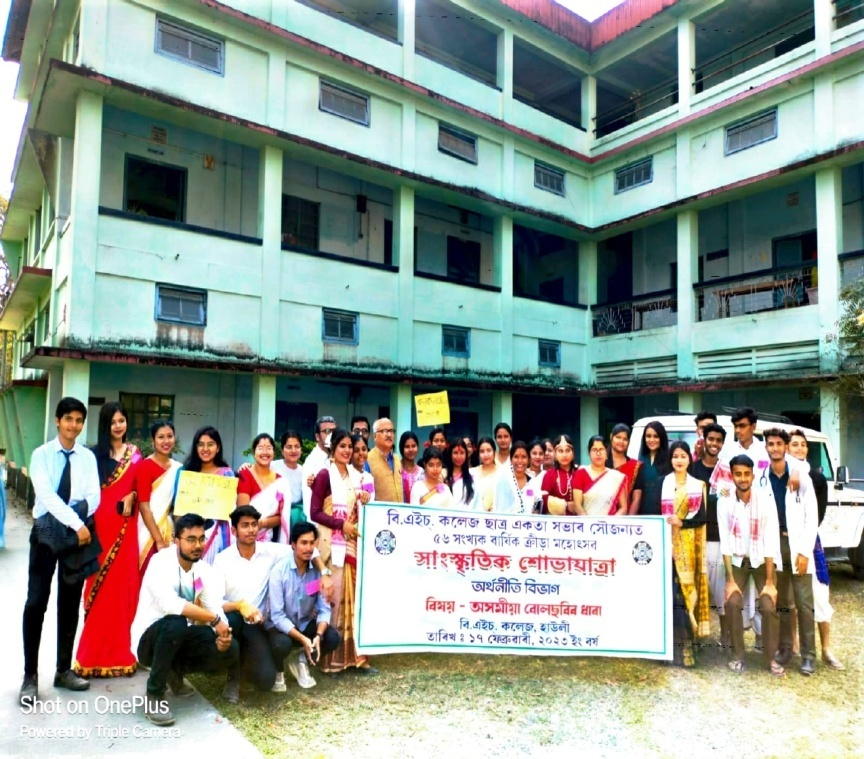 বি.এইচ. কলেজ ছাত্র একতা সভাৰ সৌজন্যত
৫৬ সংখ্যক বাৰ্ষিক ক্ৰীড়া মহোৎসৱ
সাংস্কৃতিক শোভাযাত্ৰা
অৰ্থনীতি বিভাগ
বিষয় - অসমীয়া বোলছবিৰ ধাৰা
বি.এইচ. কলেজ, হাউলী
তাৰিখ ঃ ১৭ ফেব্ৰুৱাৰী, ২০২৩ ইং বৰ্ষ
Shot on OnePlus
Powered by Triple Camera